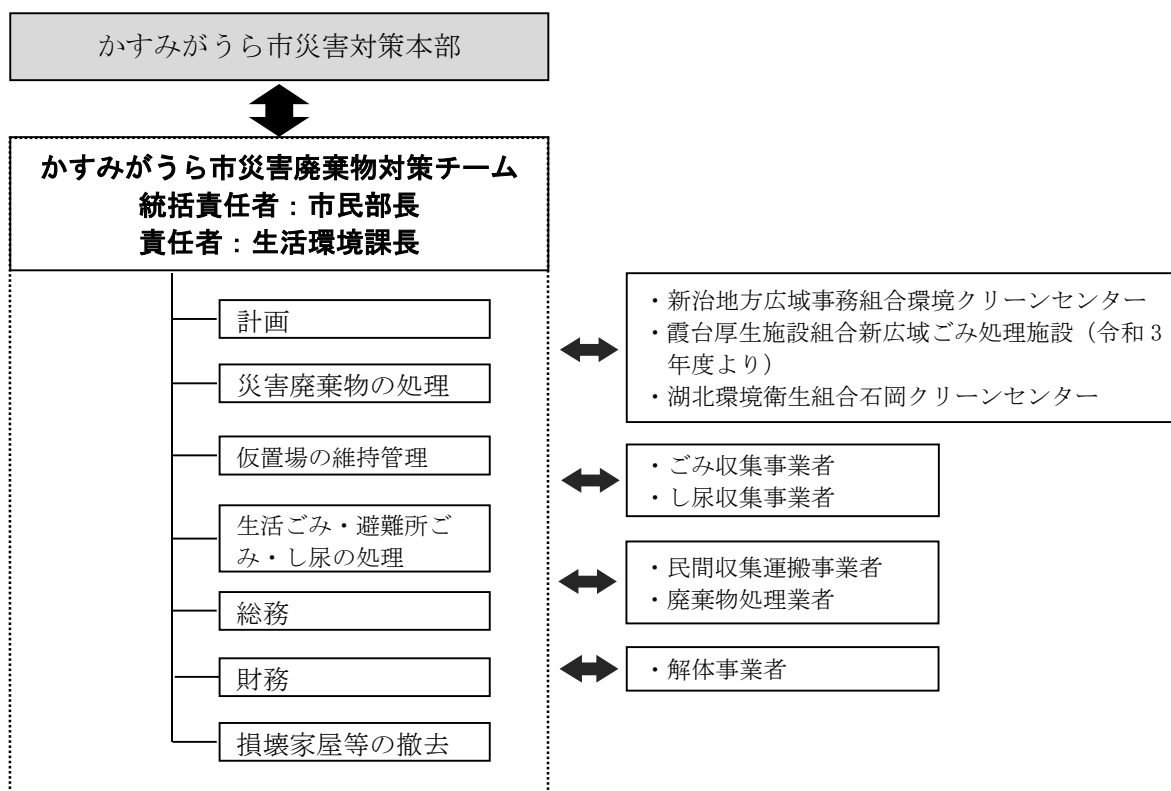 かすみがうら市災害対策本部
かすみがうら市災害廃棄物対策チーム
統括責任者：市民部長
責任者：生活環境課長
計画
災害廃棄物の処理
仮置場の維持管理
生活ごみ・避難所ご
み・し尿の処理
総務
財務
損壊家屋等の撤去
・新治地方広域事務組合環境クリーンセンター
・霞台厚生施設組合新広域ごみ処理施設（令和 3
年度より）
・湖北環境衛生組合石岡クリーンセンター
・ごみ収集事業者
・し尿収集事業者
・民間収集運搬事業者
・廃棄物処理業者
・解体事業者